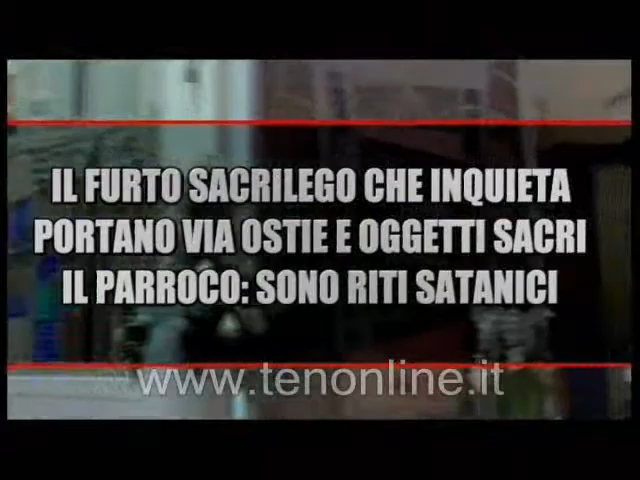 IL FURTO SACRILEGO CHE INQUIETA
PORTANO VIA OSTIE E OGGETTI SACRI
IL PARROCO: SONO RITI SATANICI
www.tenonline.it